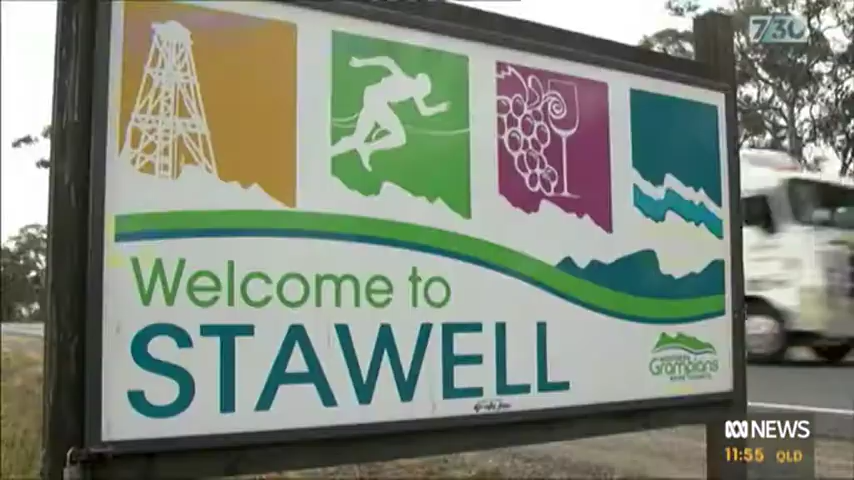 7.30
Welcome to
STAWELL
Grampians
ABC NEWS
11:55 QLD